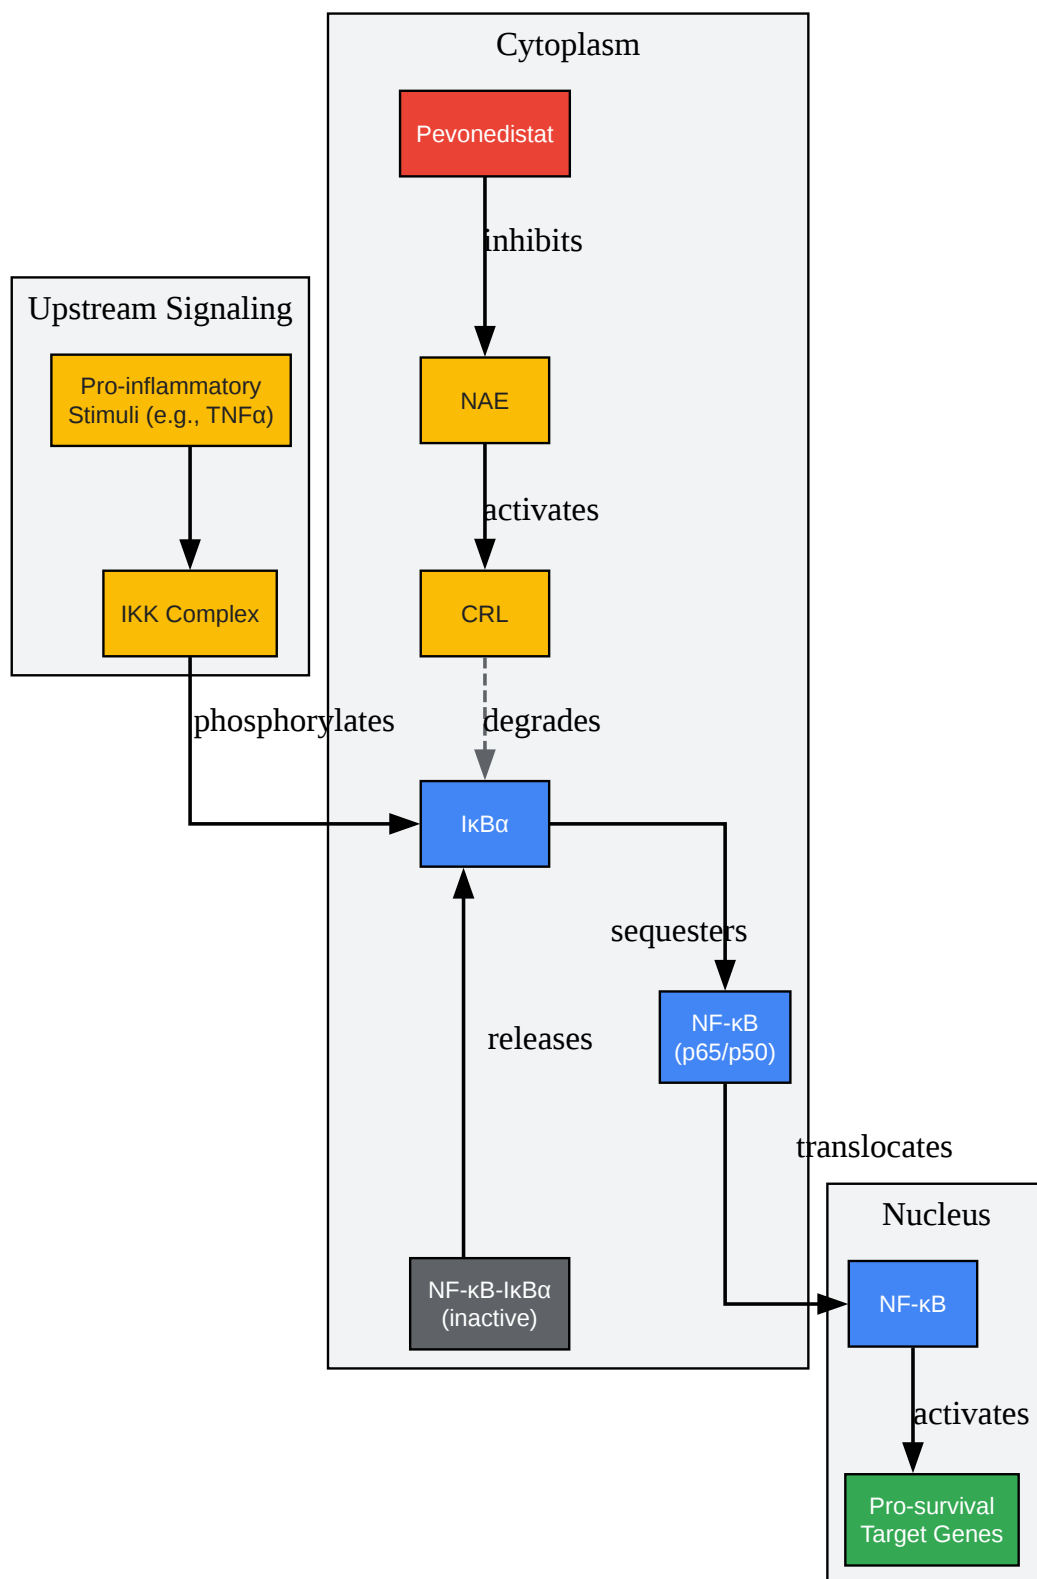 Cytoplasm
Pevonedistat
inhibits
Upstream Signaling
Pro-inflammatory
Stimuli (e.g., TNFα)
NAE
activates
IKK Complex
CRL
phosphorylates
degrades
IκBα
sequesters
NF-κB
(p65/p50)
releases
translocates
Nucleus
NF-κB-IκBα
(inactive)
NF-κB
activates
Pro-survival
Target Genes